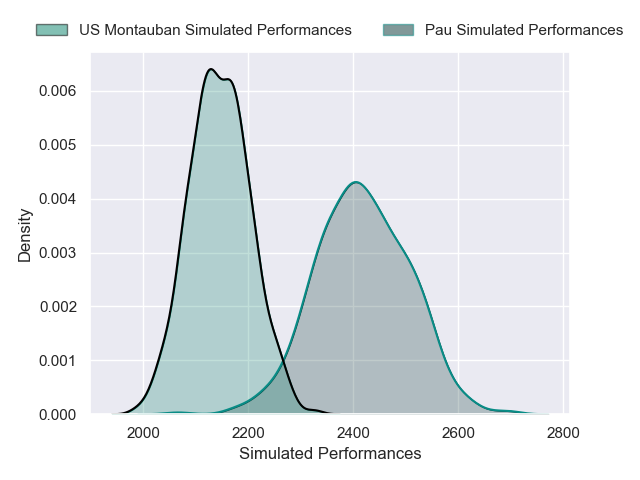 US Montauban Simulated Performances Pau Simulated Performances
0.006
0.005
0.004
0.003
0.002
0.001
0.000
Density
2000 2200 2400 2600 2800
Simulated Performances